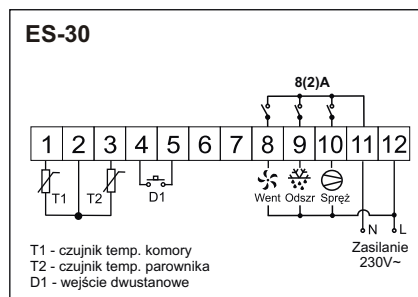 ES-30
8(2)A
1 2 3 4 5 6 7 8 9 10 11 12
T1 T2 D1 Went Odszr Spręż
N L
Zasilanie
230V~
T1 - czujnik temp. komory
T2 - czujnik temp. parownika
D1 - wejście dwustanowe